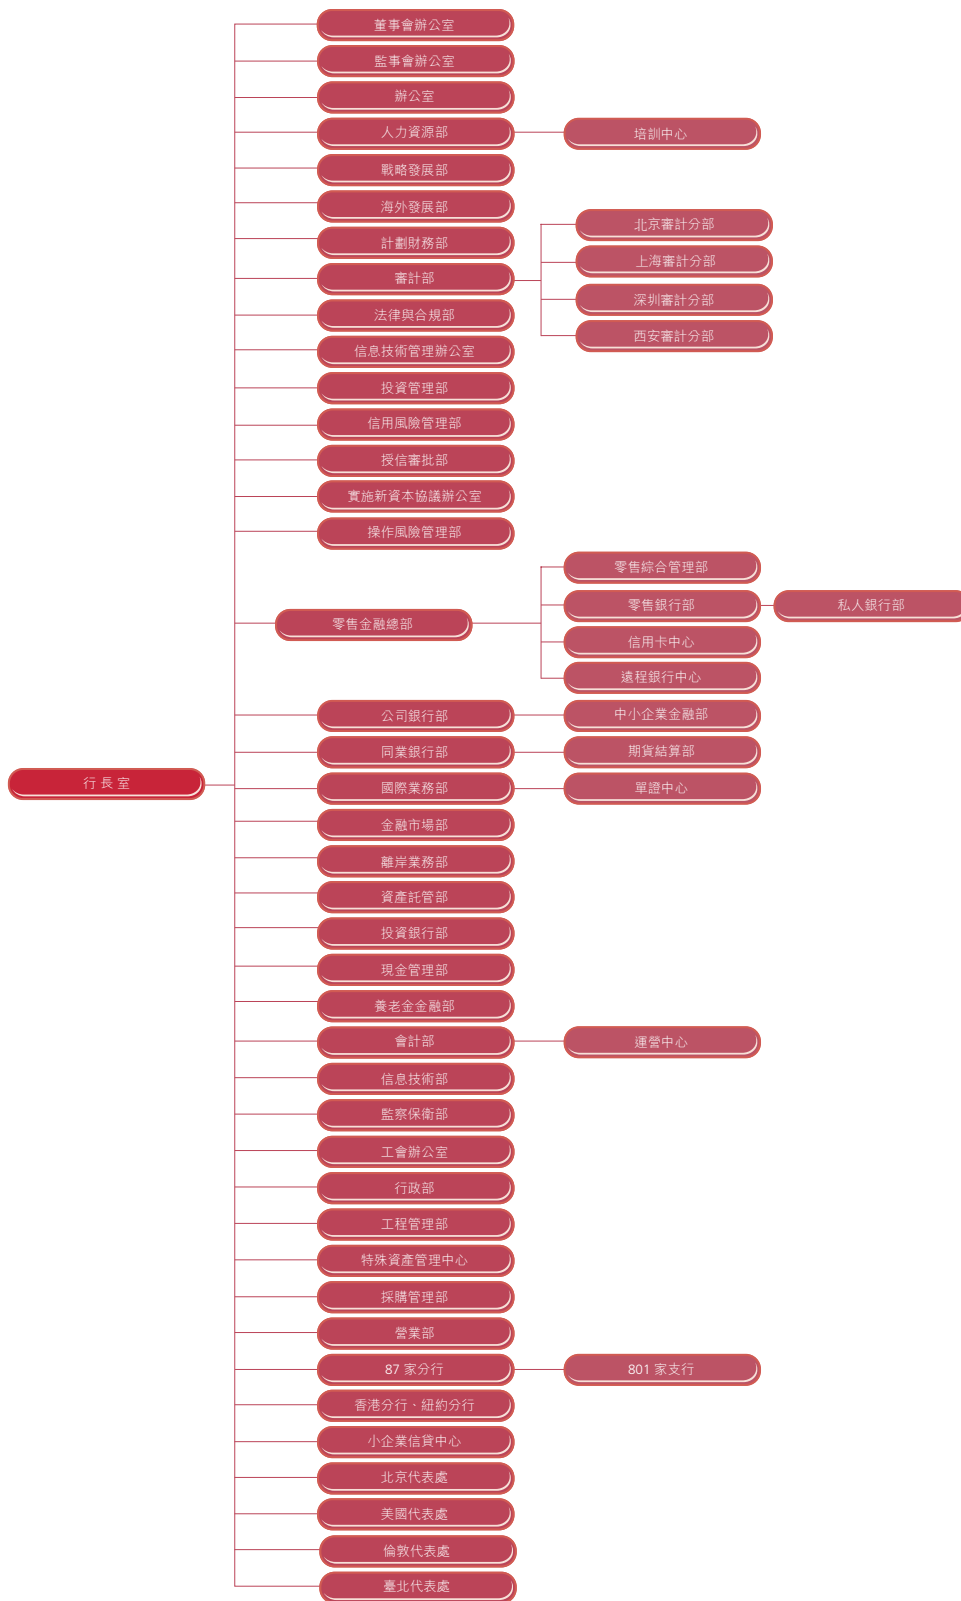 董事會辦公室
監事會辦公室
辦公室
人力資源部
培訓中心
戰略發展部
海外發展部
計劃財務部
審計部
北京審計分部
上海審計分部
深圳審計分部
西安審計分部
法律與合規部
信息技術管理辦公室
投資管理部
信用風險管理部
授信審批部
實施新資本協議辦公室
操作風險管理部
零售金融總部
零售綜合管理部
零售銀行部
私人銀行部
信用卡中心
遠程銀行中心
公司銀行部
中小企業金融部
同業銀行部
期貨結算部
行長室
國際業務部
單證中心
金融市場部
離岸業務部
資產託管部
投資銀行部
現金管理部
養老金金融部
會計部
運營中心
信息技術部
監察保衛部
工會辦公室
行政部
工程管理部
特殊資產管理中心
採購管理部
營業部
87 家分行
801 家支行
香港分行、紐約分行
小企業信貸中心
北京代表處
美國代表處
倫敦代表處
臺北代表處